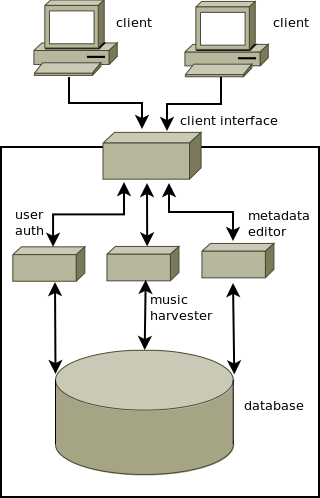 client
client
client interface
user
auth
metadata
editor
music
harvester
database